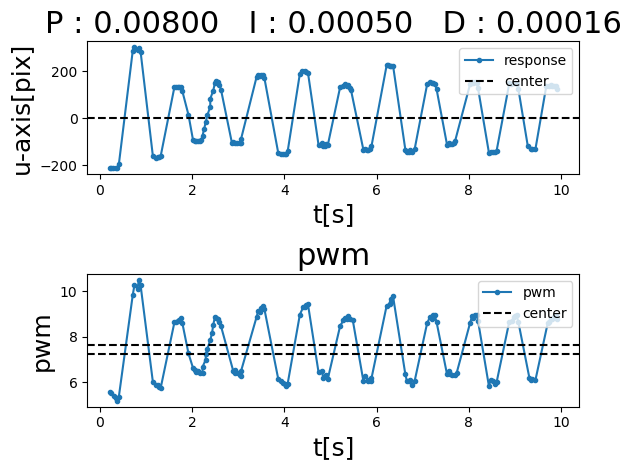 P : 0.00800   I : 0.00050   D : 0.00016
u-axis[pix]
200
0
−200
response
center
0 2 4 6 8 10
t[s]
pwm
pwm
10
8
6
pwm
center
0 2 4 6 8 10
t[s]